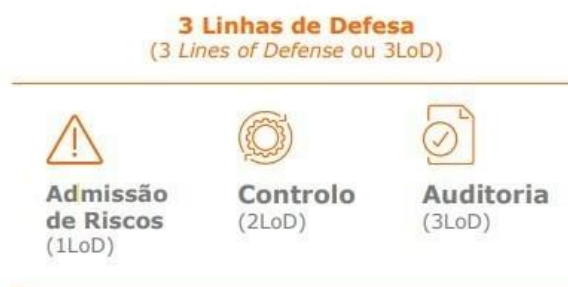 3 Linhas de Defesa
(3 Lines of Defense ou 3LoD)
Admissão
de Riscos
(1LoD)
Controlo
(2LoD)
Auditoria
(3LoD)